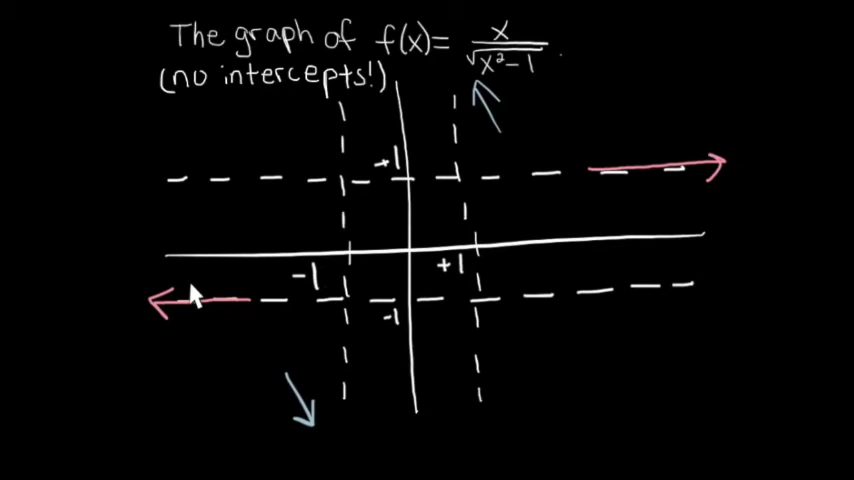 The graph of f(x) = x/√(x²-1)
(no intercepts!)
+1
-1
+1
-1